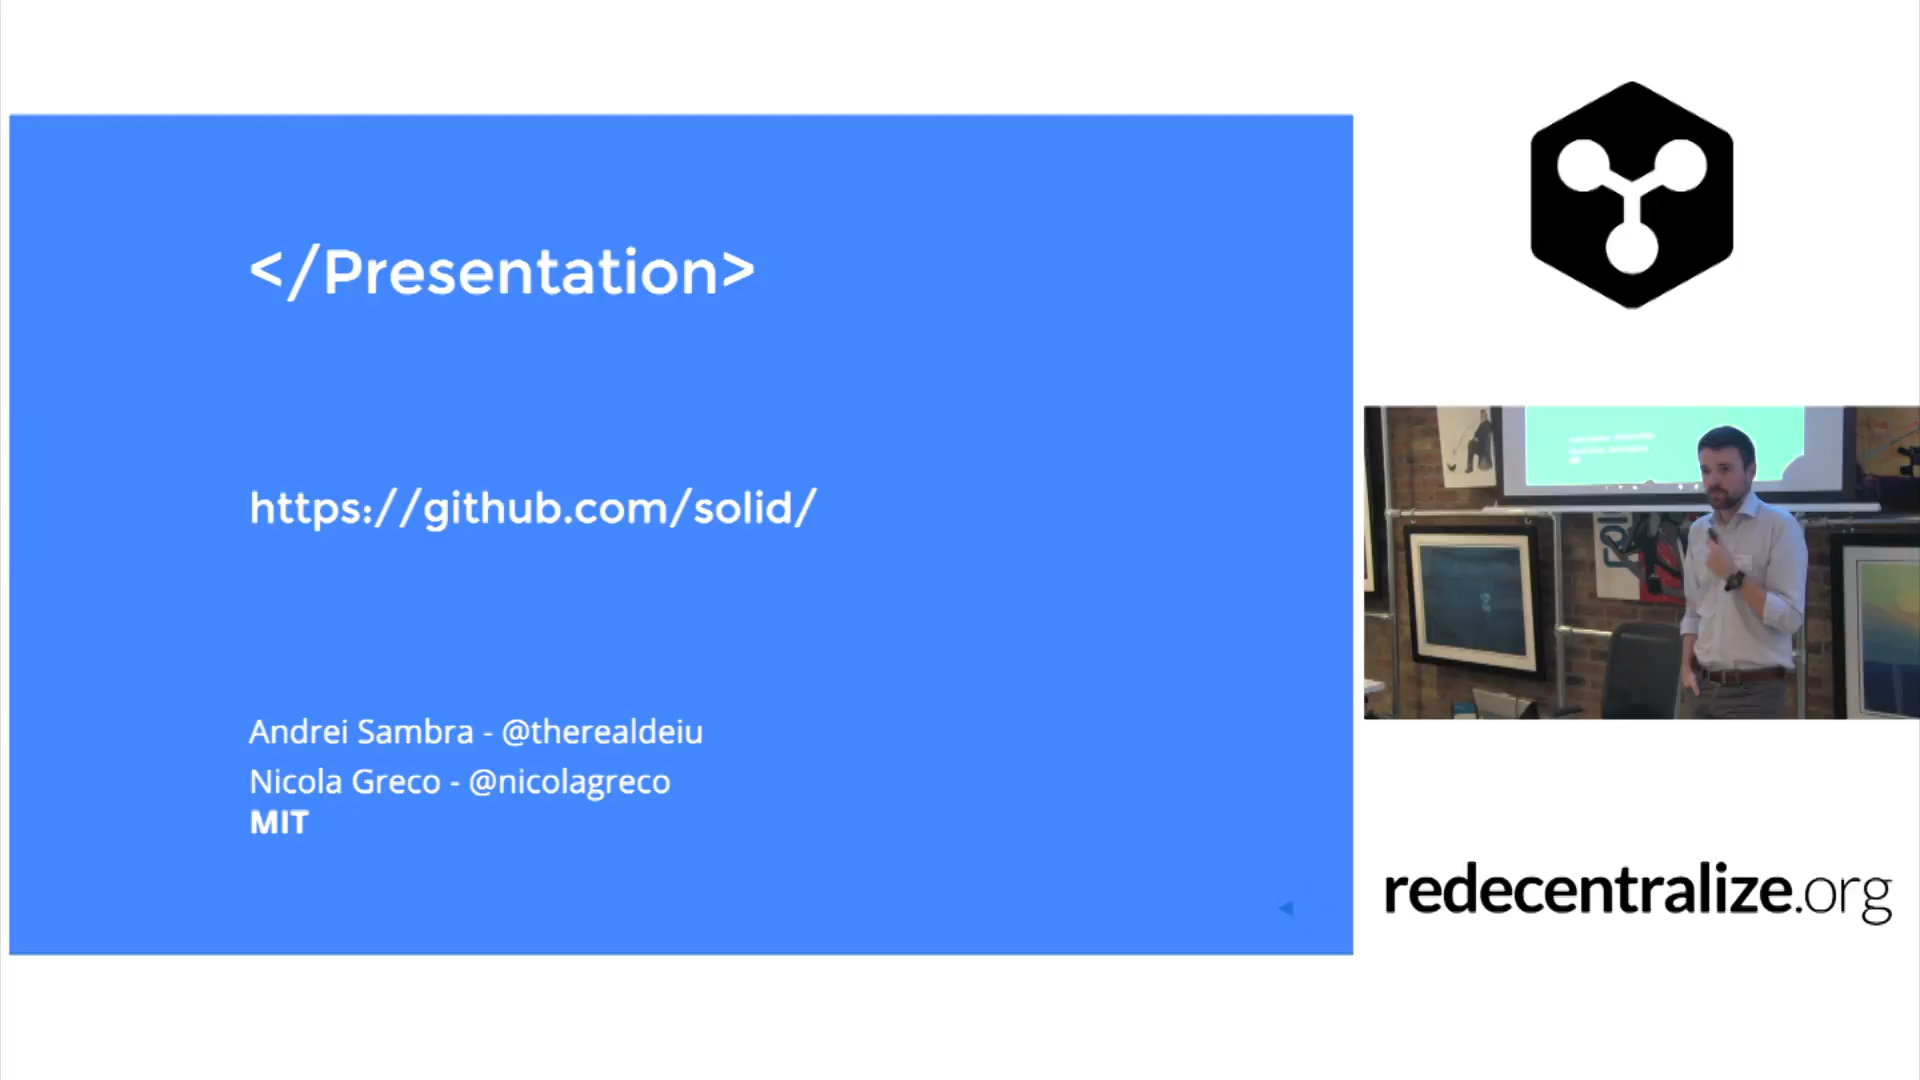 </Presentation>
https://github.com/solid/
Andrei Sambra - @therealdeiu
Nicola Greco - @nicolagreco
MIT
redecentralize.org